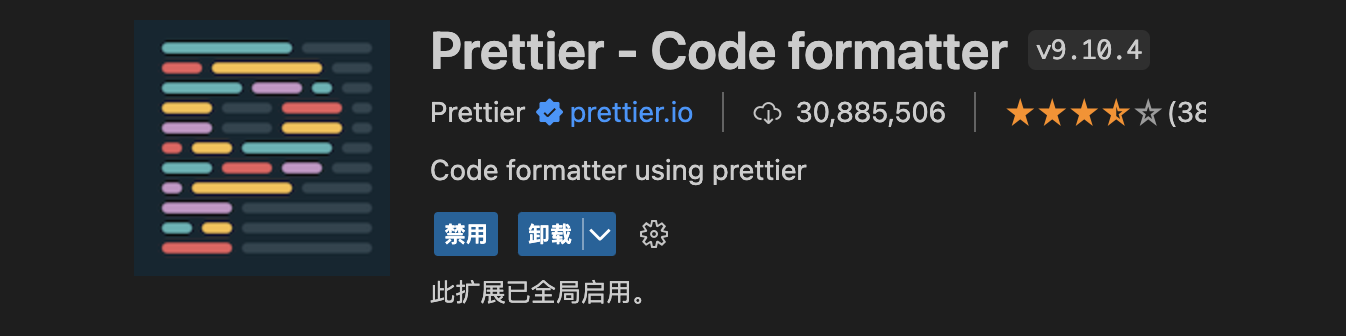 Prettier - Code formatter v9.10.4
Prettier prettier.io 30,885,506 (38
Code formatter using prettier
禁用 卸载
此扩展已全局启用。